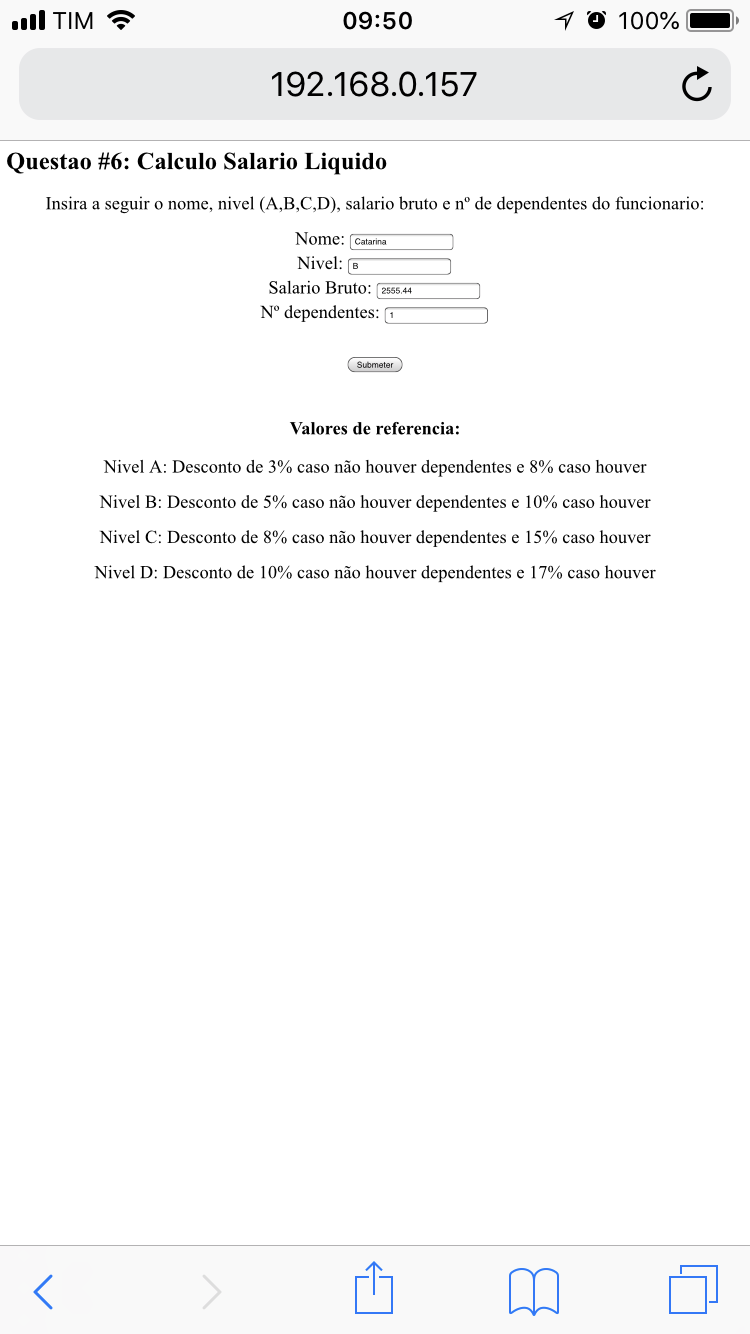 TIM 09:50 100%
192.168.0.157
Questao #6: Calculo Salario Liquido
Insira a seguir o nome, nivel (A,B,C,D), salario bruto e nº de dependentes do funcionario:
Nome: Catarina
Nivel: B
Salario Bruto: 2555.44
Nº dependentes: 1
Submeter
Valores de referencia:
Nivel A: Desconto de 3% caso não houver dependentes e 8% caso houver
Nivel B: Desconto de 5% caso não houver dependentes e 10% caso houver
Nivel C: Desconto de 8% caso não houver dependentes e 15% caso houver
Nivel D: Desconto de 10% caso não houver dependentes e 17% caso houver